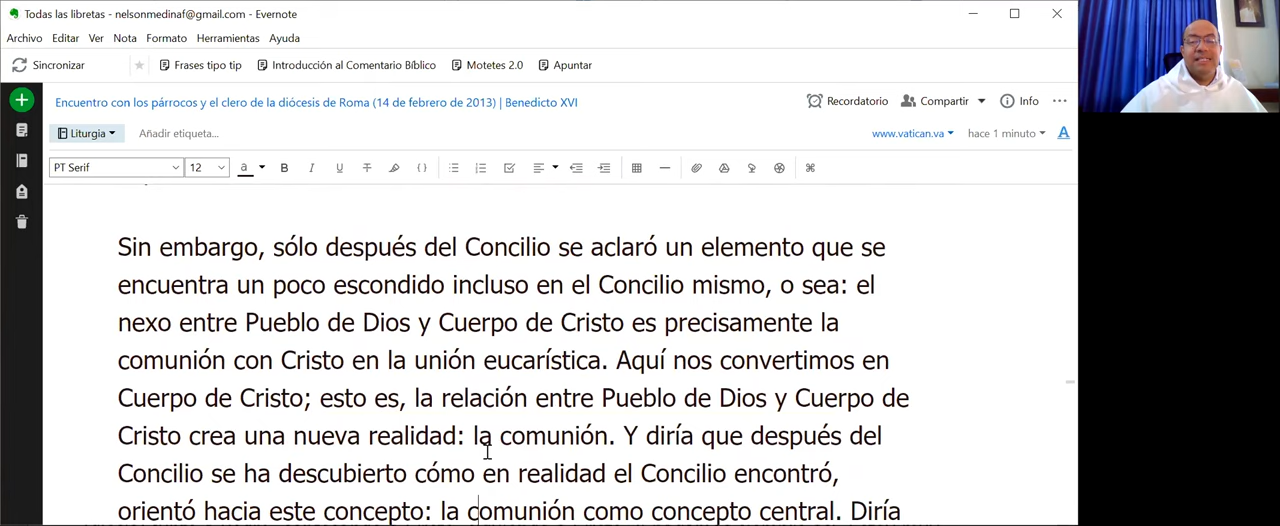 Todas las libretas - nelsonmedinaf@gmail.com - Evernote
Archivo Editar Ver Nota Formato Herramientas Ayuda
Sincronizar Frases tipo tip Introducción al Comentario Bíblico Motetes 2.0 Apuntar
Encuentro con los párrocos y el clero de la diócesis de Roma (14 de febrero de 2013) | Benedicto XVI Recordatorio Compartir Info
Liturgia Añadir etiqueta... www.vatican.va hace 1 minuto A
PT Serif 12 a B I U T
Sin embargo, sólo después del Concilio se aclaró un elemento que se
encuentra un poco escondido incluso en el Concilio mismo, o sea: el
nexo entre Pueblo de Dios y Cuerpo de Cristo es precisamente la
comunión con Cristo en la unión eucarística. Aquí nos convertimos en
Cuerpo de Cristo; esto es, la relación entre Pueblo de Dios y Cuerpo de
Cristo crea una nueva realidad: la comunión. Y diría que después del
Concilio se ha descubierto cómo en realidad el Concilio encontró,
orientó hacia este concepto: la comunión como concepto central. Diría